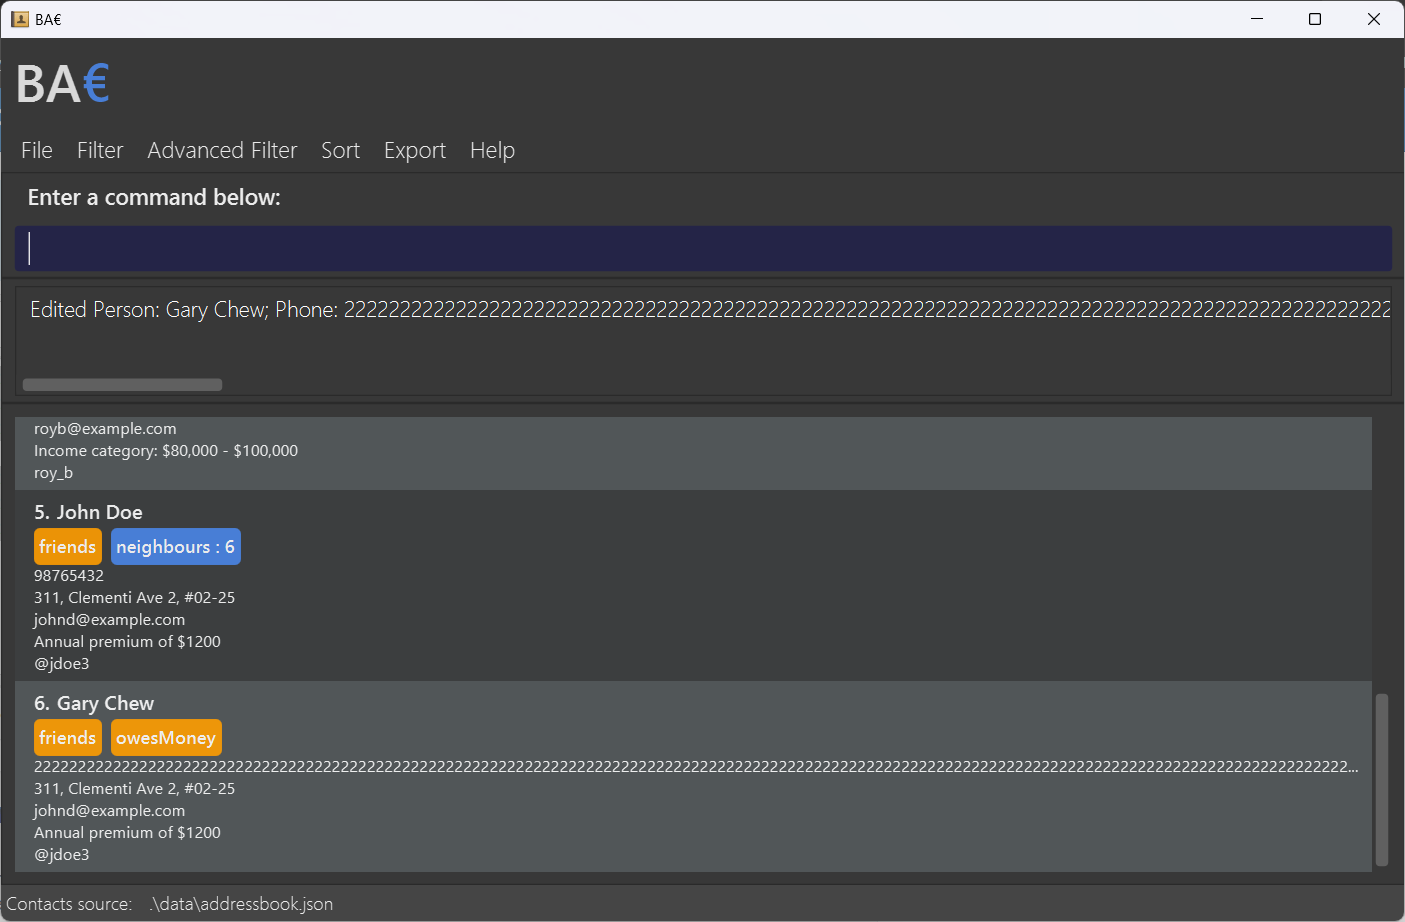 BA€
BA€
File Filter Advanced Filter Sort Export Help
Enter a command below:
Edited Person: Gary Chew; Phone: 2222222222222222222222222222222222222222222222222222222222222222222222222222222222222222222222
royb@example.com
Income category: $80,000 - $100,000
roy_b
5. John Doe
friends neighbours : 6
98765432
311, Clementi Ave 2, #02-25
johnd@example.com
Annual premium of $1200
@jdoe3
6. Gary Chew
friends owesMoney
222222222222222222222222222222222222222222222222222222222222222222222222222222222222222222222222222222222222222222222222222222222222222222222222222222222...
311, Clementi Ave 2, #02-25
johnd@example.com
Annual premium of $1200
@jdoe3
Contacts source: .\data\addressbook.json